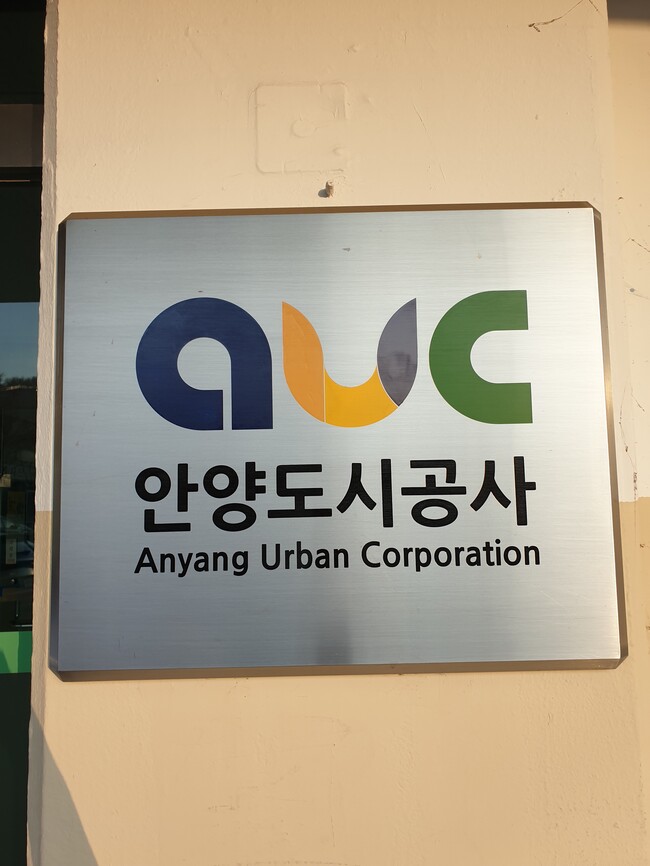 auc
안양도시공사
Anyang Urban Corporation